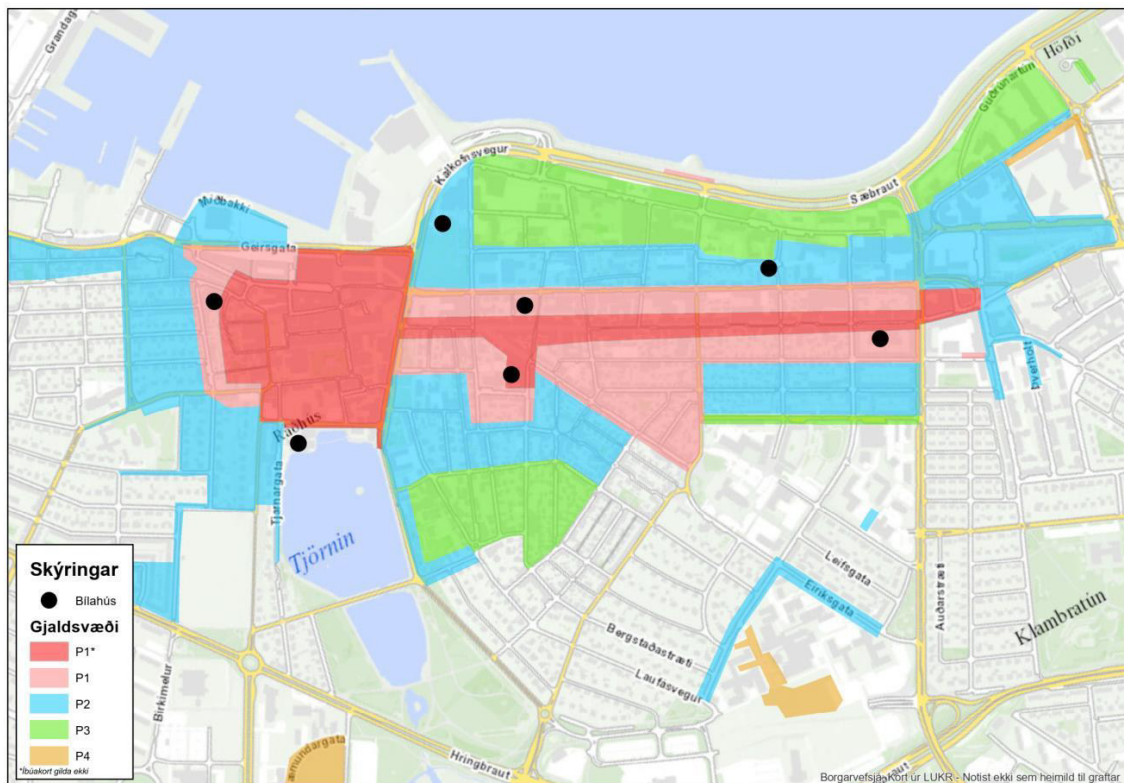 Grandaga
Höfði
Guðrúnartún
Kalkofnsvegur
Sæbraut
Miðbakki
Geirsgata
Þverholt
Ráðhús
Tjarnargata
Tjörnin
Leifsgata
Eiríksgata
Auðarstræti
Klambratún
Bergstaðastræti
Laufásvegur
Birkimelur
Hringbraut
Skýringar
Bílahús
Gjaldsvæði
P1*
P1
P2
P3
P4
*Íbúakort gilda ekki
Borgarvefsjá. Kort úr LUKR - Notist ekki sem heimild til graftar